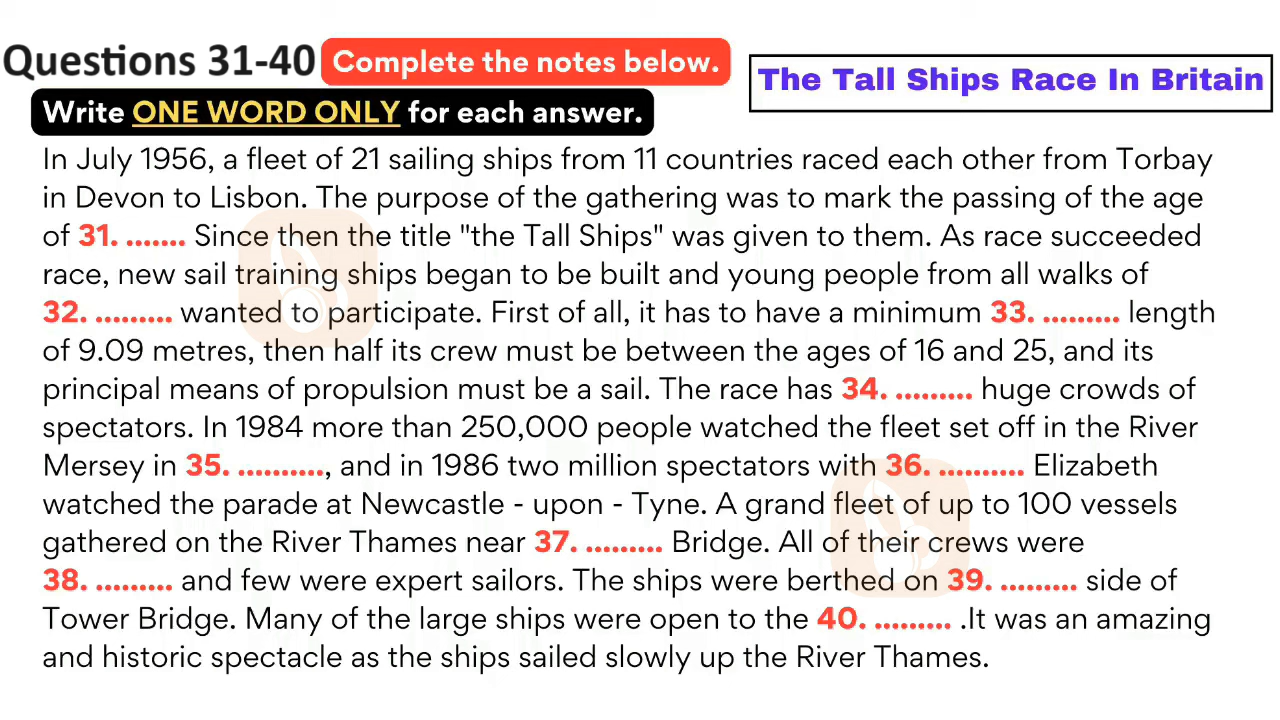 Questions 31-40 Complete the notes below.
The Tall Ships Race In Britain
Write ONE WORD ONLY for each answer.
In July 1956, a fleet of 21 sailing ships from 11 countries raced each other from Torbay
in Devon to Lisbon. The purpose of the gathering was to mark the passing of the age
of 31. ....... Since then the title "the Tall Ships" was given to them. As race succeeded
race, new sail training ships began to be built and young people from all walks of
32. ......... wanted to participate. First of all, it has to have a minimum 33. ......... length
of 9.09 metres, then half its crew must be between the ages of 16 and 25, and its
principal means of propulsion must be a sail. The race has 34. ......... huge crowds of
spectators. In 1984 more than 250,000 people watched the fleet set off in the River
Mersey in 35. .........., and in 1986 two million spectators with 36. .......... Elizabeth
watched the parade at Newcastle - upon - Tyne. A grand fleet of up to 100 vessels
gathered on the River Thames near 37. ......... Bridge. All of their crews were
38. ......... and few were expert sailors. The ships were berthed on 39. ......... side of
Tower Bridge. Many of the large ships were open to the 40. ......... .It was an amazing
and historic spectacle as the ships sailed slowly up the River Thames.